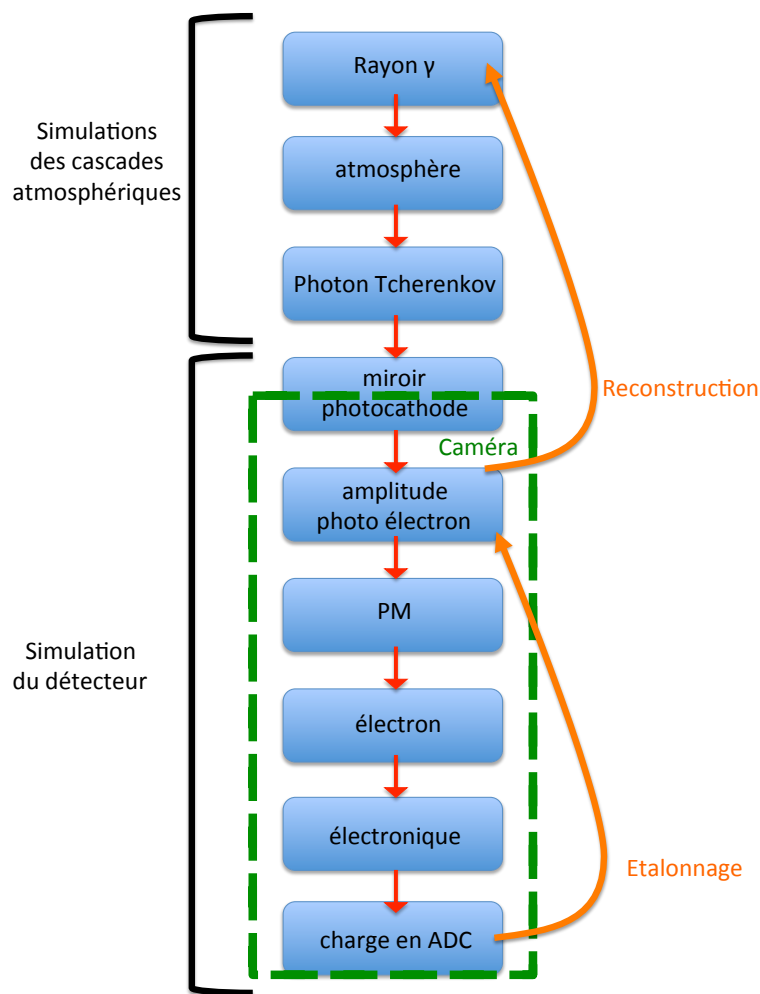 Rayon γ
Simulations
des cascades
atmosphériques
atmosphère
Photon Tcherenkov
miroir
photocathode
Reconstruction
Caméra
amplitude
photo électron
PM
Simulation
du détecteur
électron
électronique
Etalonnage
charge en ADC